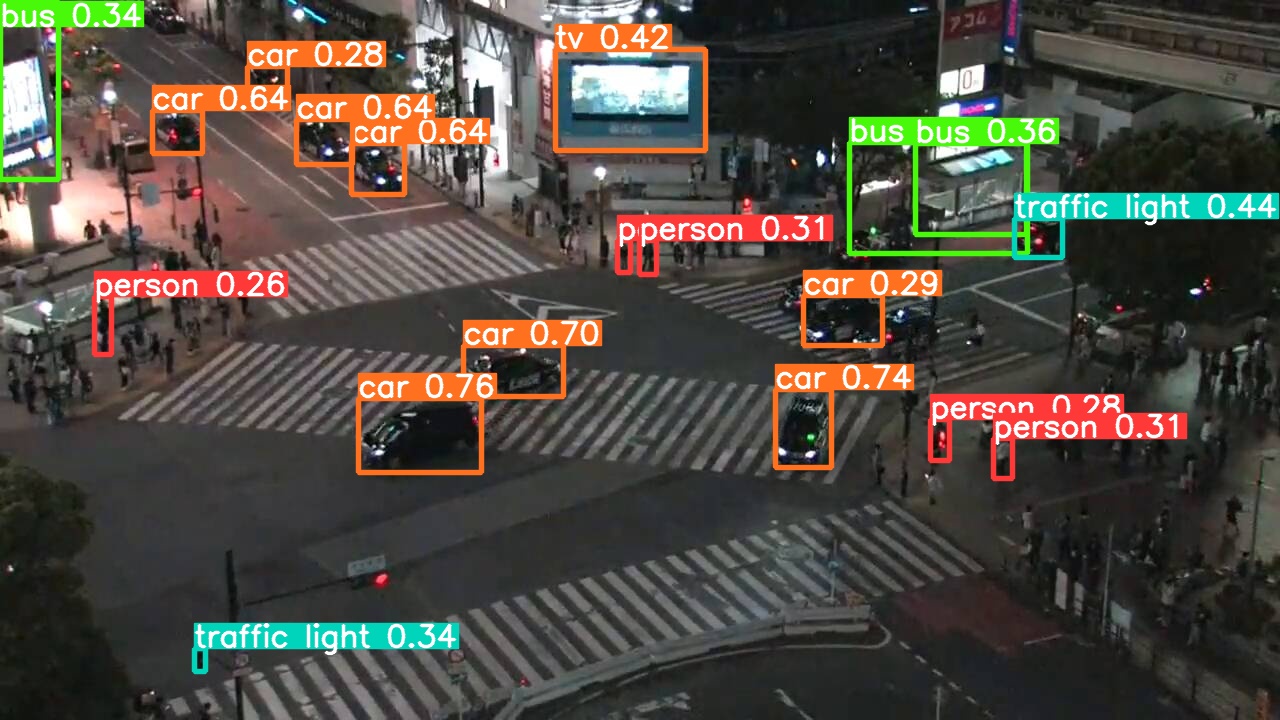 bus 0.34
car 0.28
tv 0.42
アコム
car 0.64
car 0.64
car 0.64
bus
bus 0.36
traffic light 0.44
person 0.31
person 0.26
car 0.29
car 0.70
car 0.76
car 0.74
person 0.28
person 0.31
traffic light 0.34